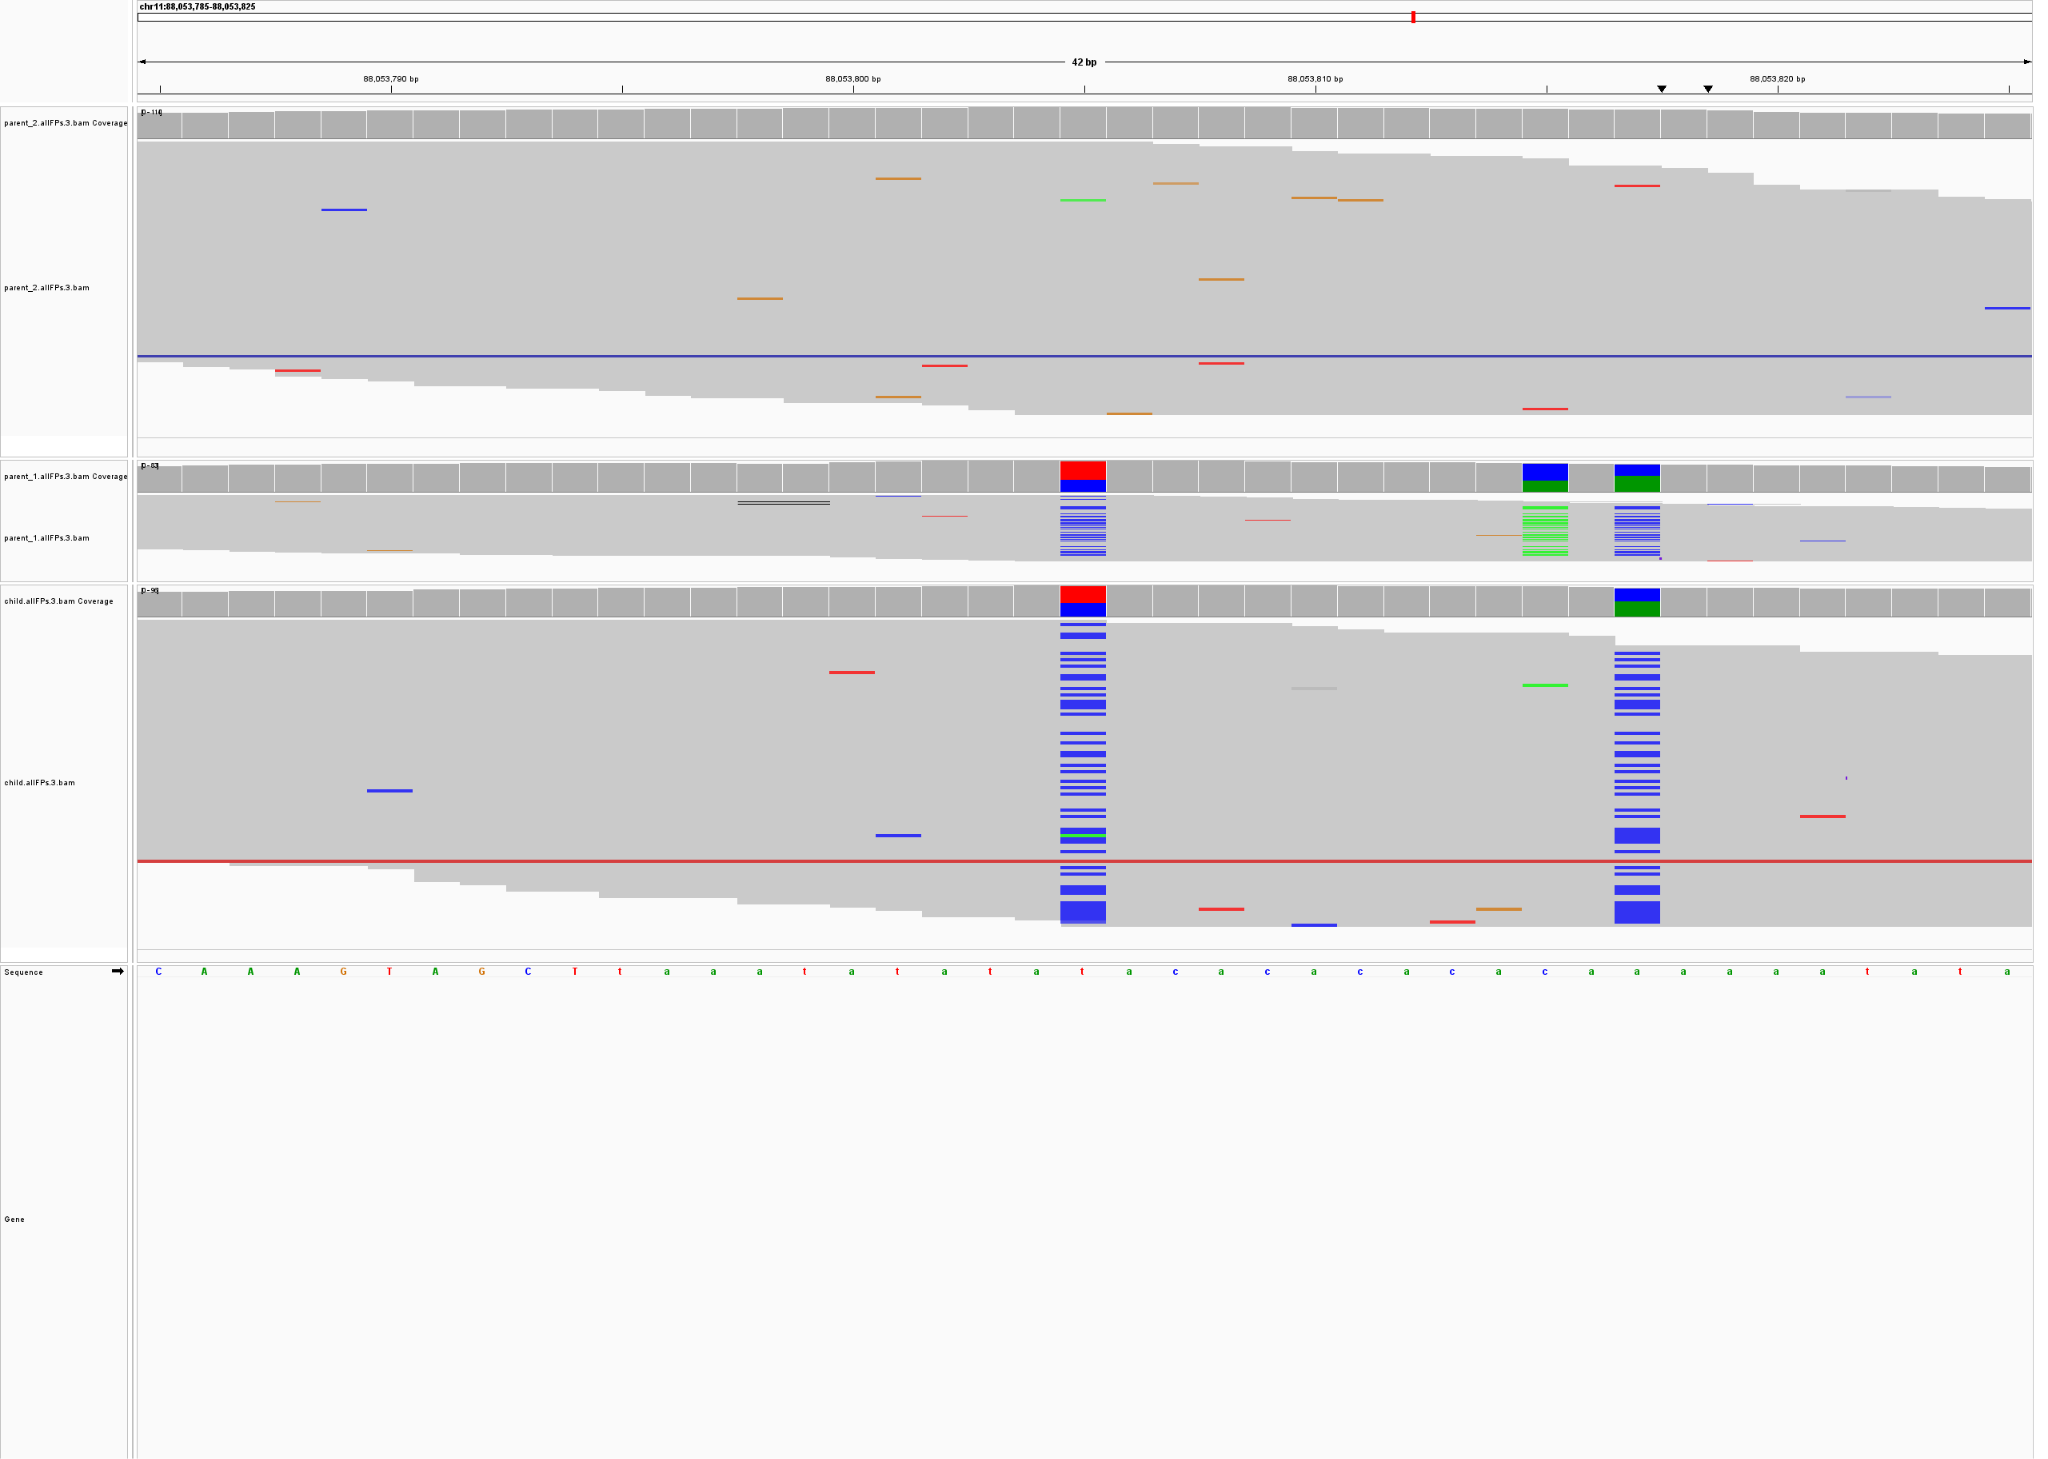 chr11:88,053,785-88,053,825
42 bp
88,053,790 bp 88,053,800 bp 88,053,810 bp 88,053,820 bp
parent_2.allFPs.3.bam Coverage
parent_2.allFPs.3.bam
parent_1.allFPs.3.bam Coverage
parent_1.allFPs.3.bam
child.allFPs.3.bam Coverage
child.allFPs.3.bam
Sequence C A A A G T A G C T t a a a t a t a t a t a c a c a c a c a c a a a a a a t a t a
Gene